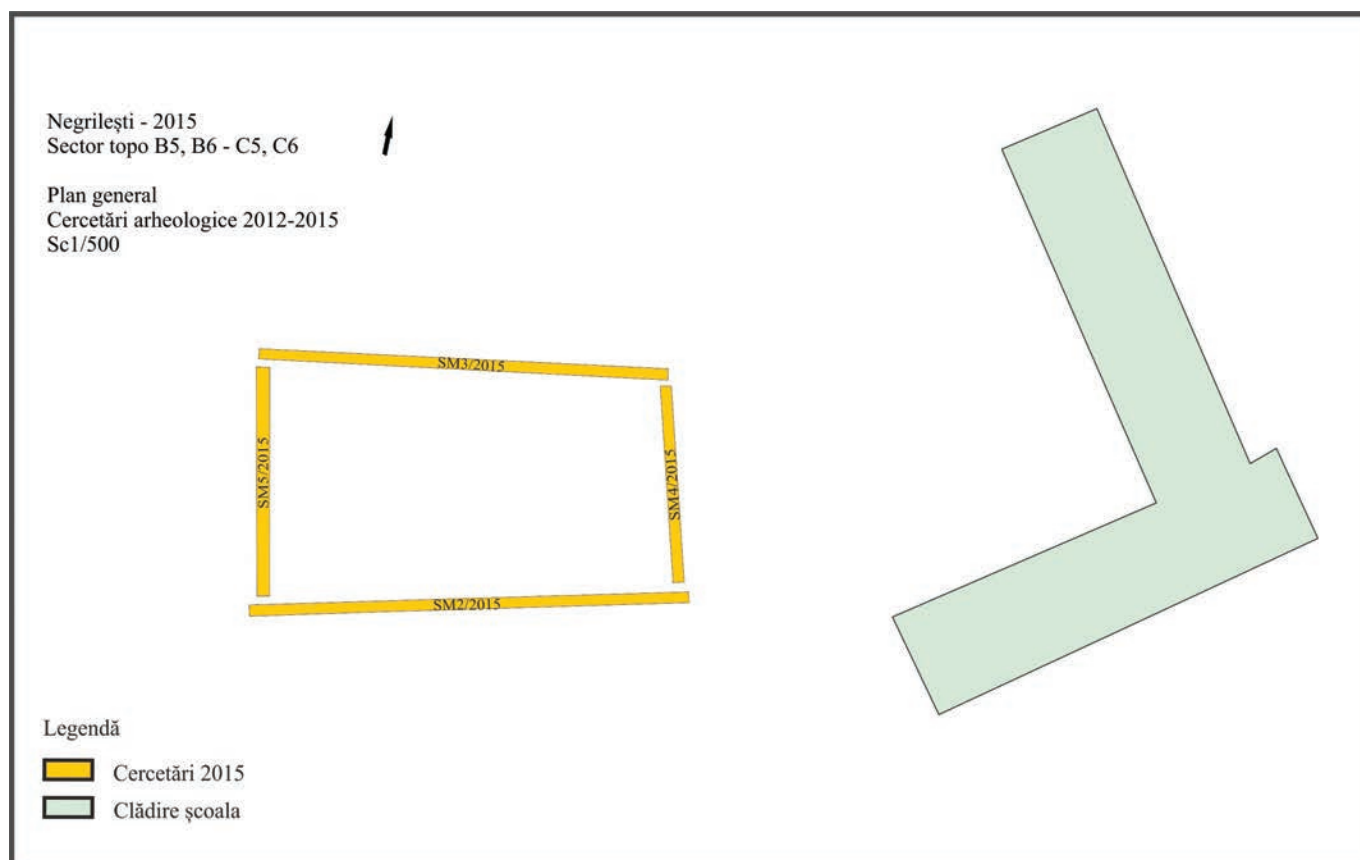 Negrilești - 2015
Sector topo B5, B6 - C5, C6
Plan general
Cercetări arheologice 2012-2015
Sc1/500
SM3/2015
SM5/2015
SM4/2015
SM2/2015
Legendă
Cercetări 2015
Clădire școala